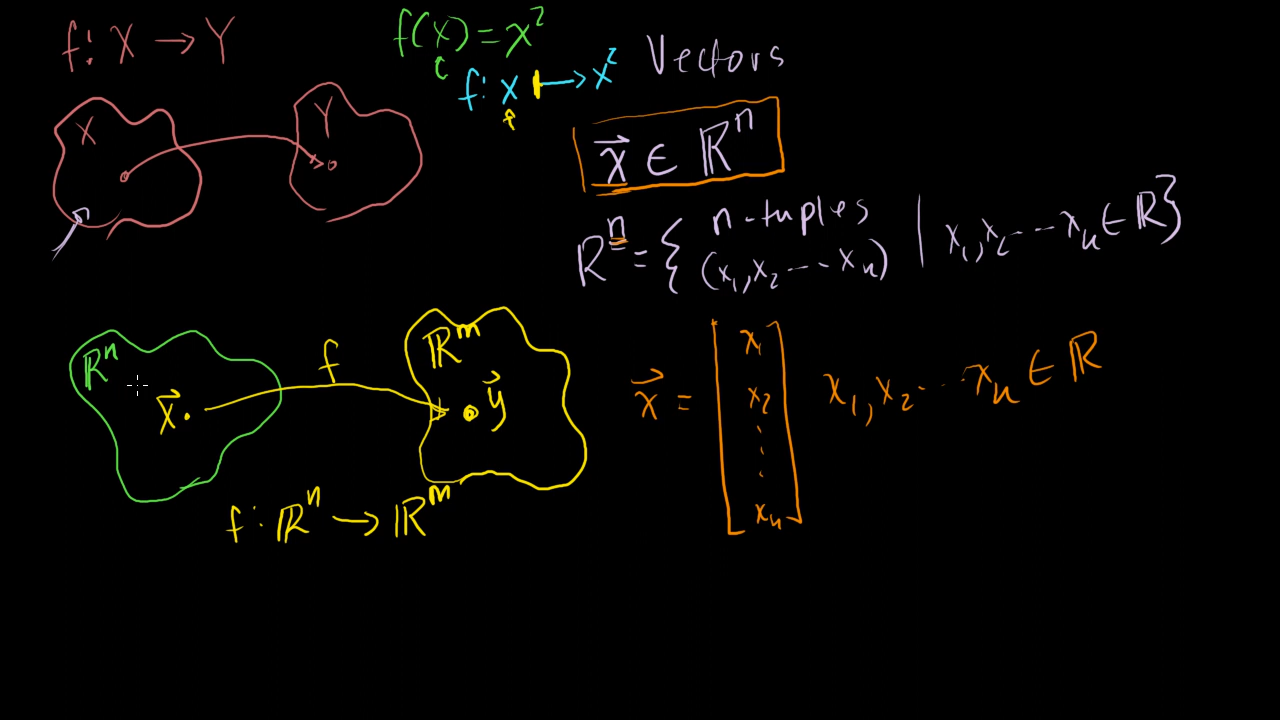 f: X → Y
f(x) = x²
f: x ↦ x²
Vectors
X
Y
x⃗ ∈ ℝⁿ
ℝⁿ = { n-tuples
(x₁, x₂ ··· xₙ) | x₁, x₂ ··· xₙ ∈ ℝ}
ℝⁿ
f
ℝᵐ
x⃗
y⃗
f: ℝⁿ → ℝᵐ
x⃗ = [
x₁
x₂
⋮
xₙ
] x₁, x₂ ··· xₙ ∈ ℝ